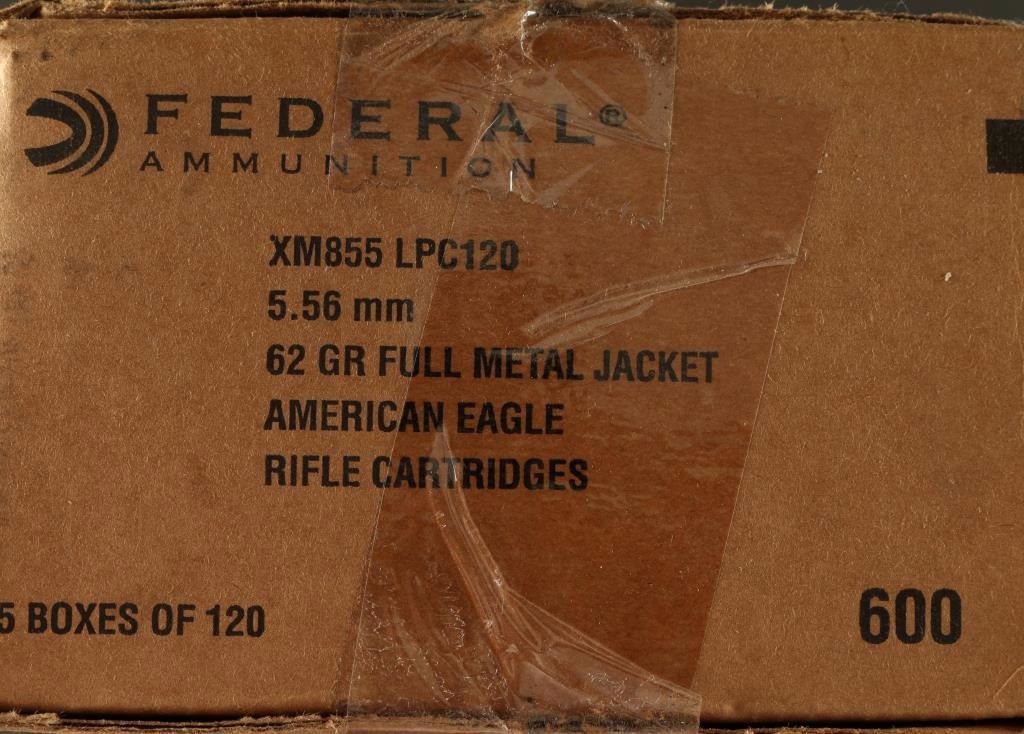 FEDERAL®
AMMUNITION
XM855 LPC120
5.56 mm
62 GR FULL METAL JACKET
AMERICAN EAGLE
RIFLE CARTRIDGES
5 BOXES OF 120
600